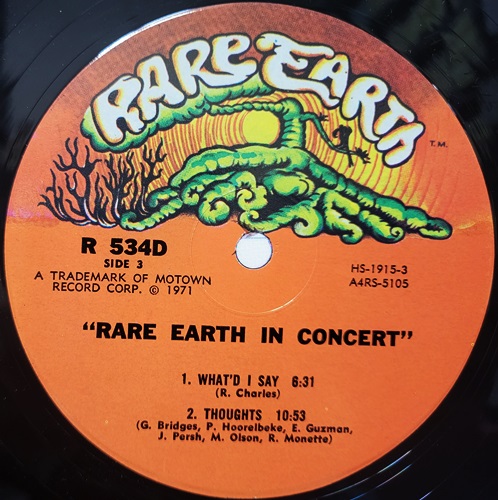 RARE EARTH
T.M.
R 534D
SIDE 3
A TRADEMARK OF MOTOWN
RECORD CORP. © 1971
HS-1915-3
A4RS-5105
"RARE EARTH IN CONCERT"
1. WHAT'D I SAY 6:31
(R. Charles)
2. THOUGHTS 10:53
(G. Bridges, P. Hoorelbeke, E. Guzman,
J. Persh, M. Olson, R. Monette)